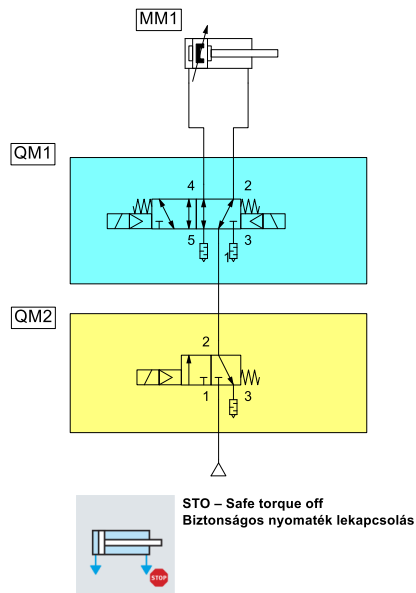 MM1
QM1
4 2
5 1 3
QM2
2
1 3
STOP
STO – Safe torque off
Biztonságos nyomaték lekapcsolás